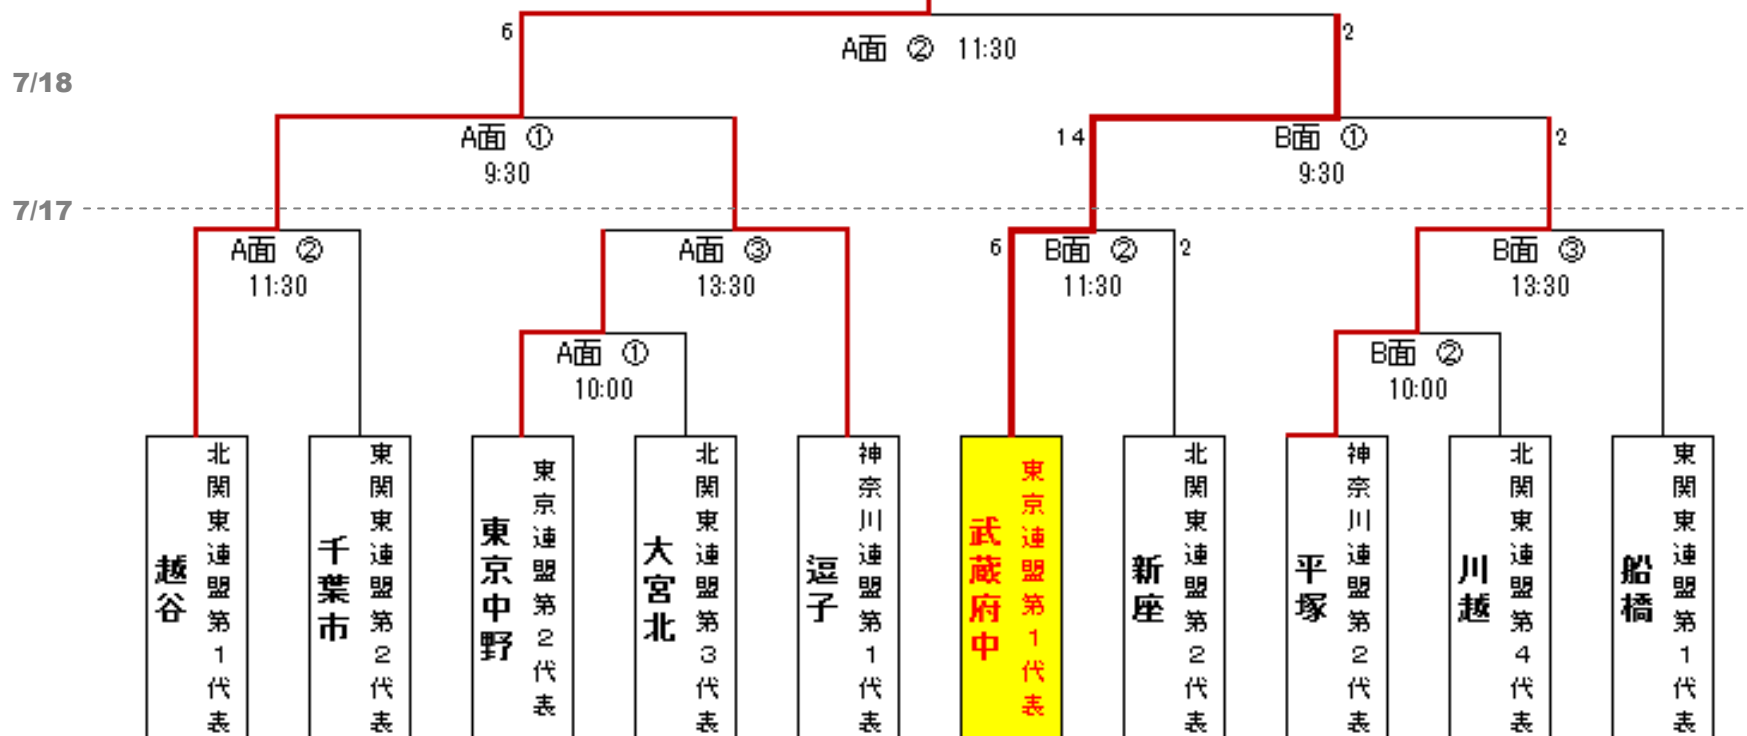 6
2
A面 ② 11:30
7/18
A面 ①
9:30
14
B面 ①
9:30
2
7/17
A面 ②
11:30
A面 ③
13:30
6
B面 ②
11:30
2
B面 ③
13:30
A面 ①
10:00
B面 ②
10:00
北関東連盟第1代表
越谷
東関東連盟第2代表
千葉市
東京連盟第2代表
東京中野
北関東連盟第3代表
大宮北
神奈川連盟第1代表
逗子
東京連盟第1代表
武蔵府中
北関東連盟第2代表
新座
神奈川連盟第2代表
平塚
北関東連盟第4代表
川越
東関東連盟第1代表
船橋